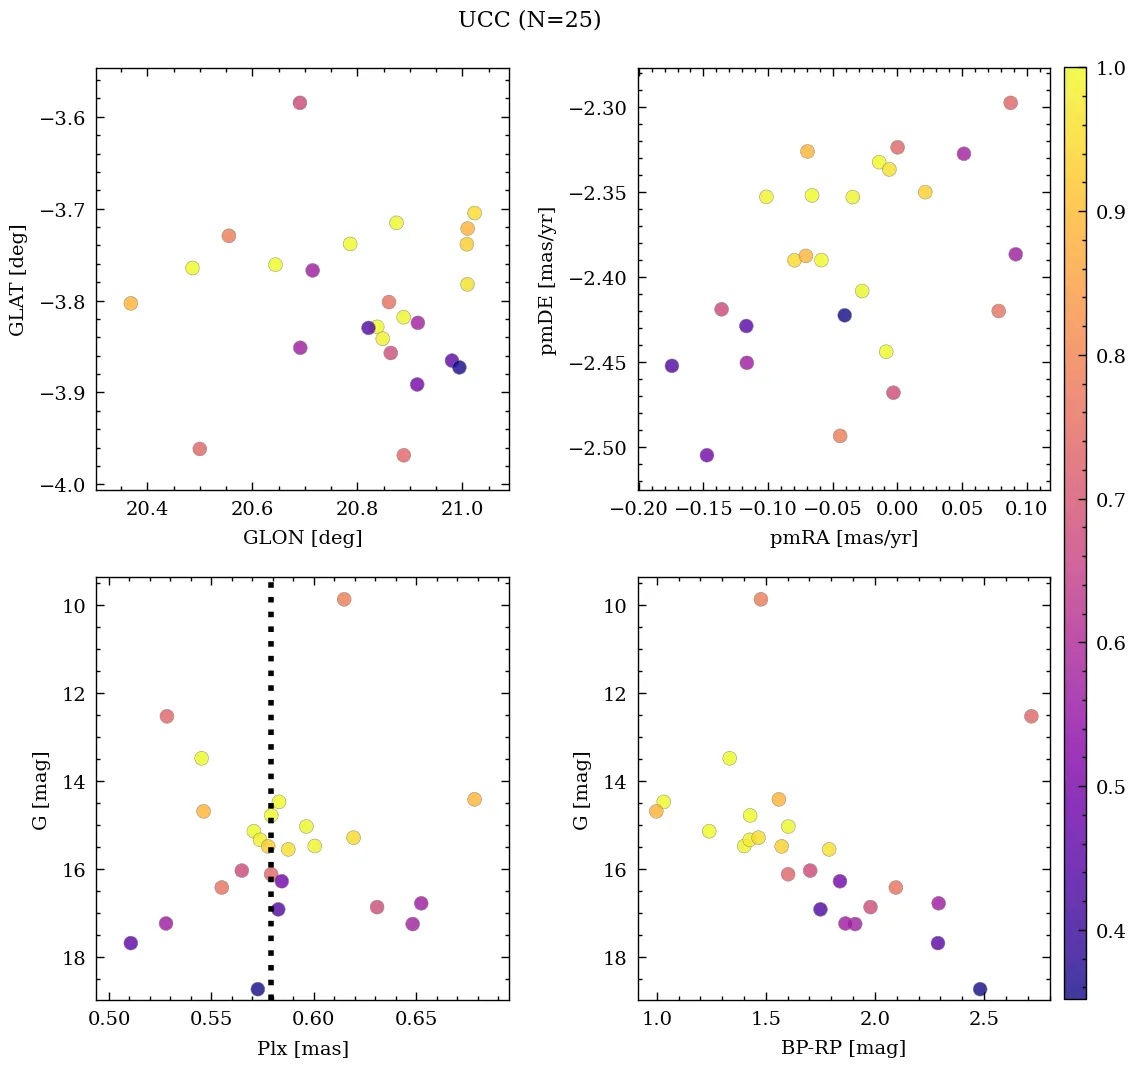 UCC (N=25)
−3.6
−3.7
−3.8
−3.9
−4.0
GLAT [deg]
20.4 20.6 20.8 21.0
GLON [deg]
−2.30
−2.35
−2.40
−2.45
−2.50
pmDE [mas/yr]
−0.20 −0.15 −0.10 −0.05 0.00 0.05 0.10
pmRA [mas/yr]
1.0
0.9
0.8
0.7
0.6
0.5
0.4
10
12
14
16
18
G [mag]
0.50 0.55 0.60 0.65
Plx [mas]
10
12
14
16
18
G [mag]
1.0 1.5 2.0 2.5
BP-RP [mag]